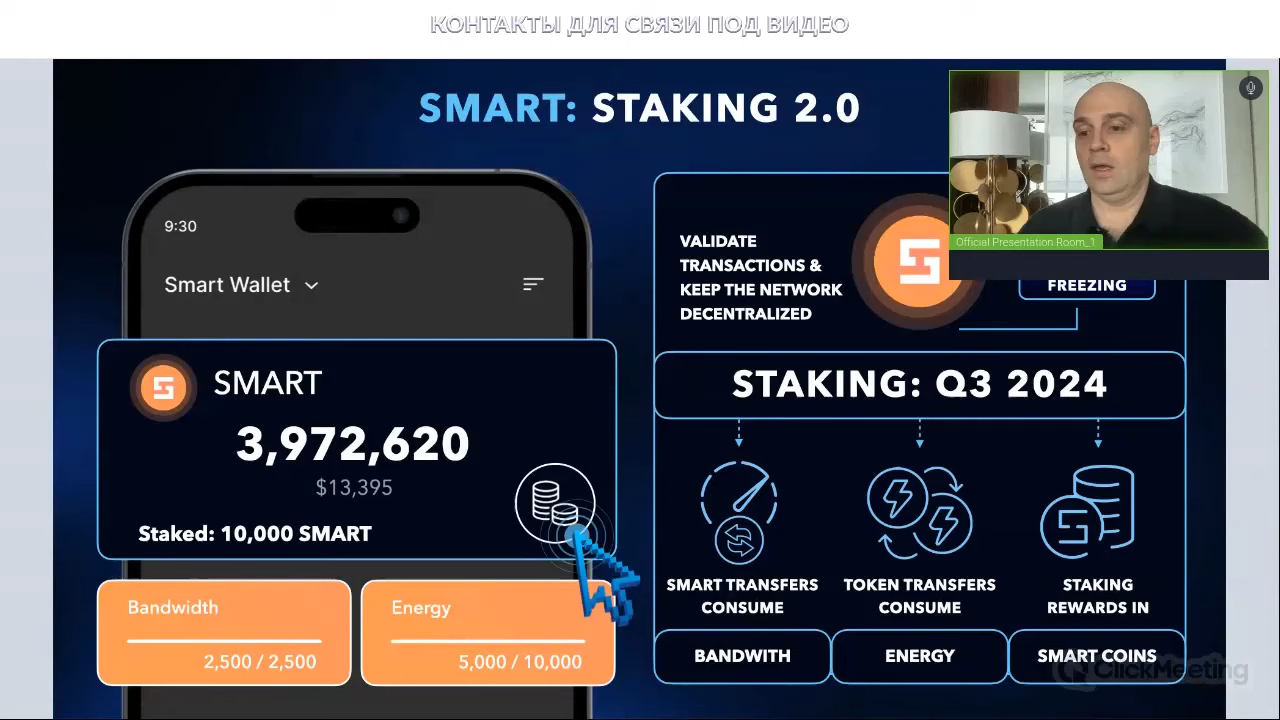 КОНТАКТЫ ДЛЯ СВЯЗИ ПОД ВИДЕО
SMART: STAKING 2.0
Official Presentation Room_1
9:30
Smart Wallet
SMART
3,972,620
$13,395
Staked: 10,000 SMART
Bandwidth
2,500 / 2,500
Energy
5,000 / 10,000
VALIDATE
TRANSACTIONS &
KEEP THE NETWORK
DECENTRALIZED
FREEZING
STAKING: Q3 2024
SMART TRANSFERS
CONSUME
BANDWITH
TOKEN TRANSFERS
CONSUME
ENERGY
STAKING
REWARDS IN
SMART COINS
ClickMeeting